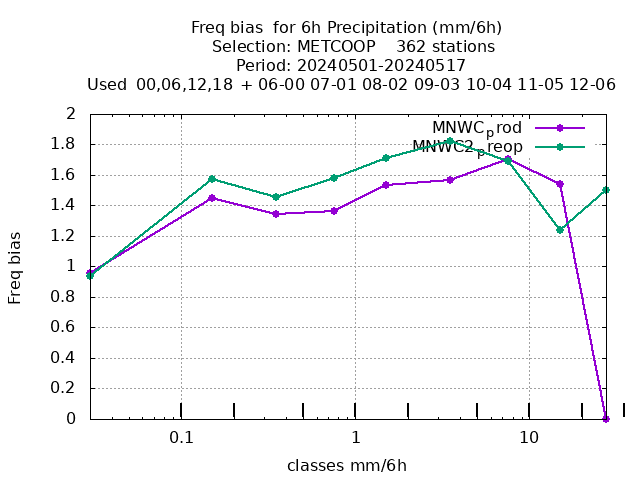 Freq bias  for 6h Precipitation (mm/6h)
Selection: METCOOP    362 stations
Period: 20240501-20240517
Used  00,06,12,18 + 06-00 07-01 08-02 09-03 10-04 11-05 12-06
MNWCprod
MNWC2preop
2
1.8
1.6
1.4
1.2
1
0.8
0.6
0.4
0.2
0
Freq bias
0.1 1 10
classes mm/6h